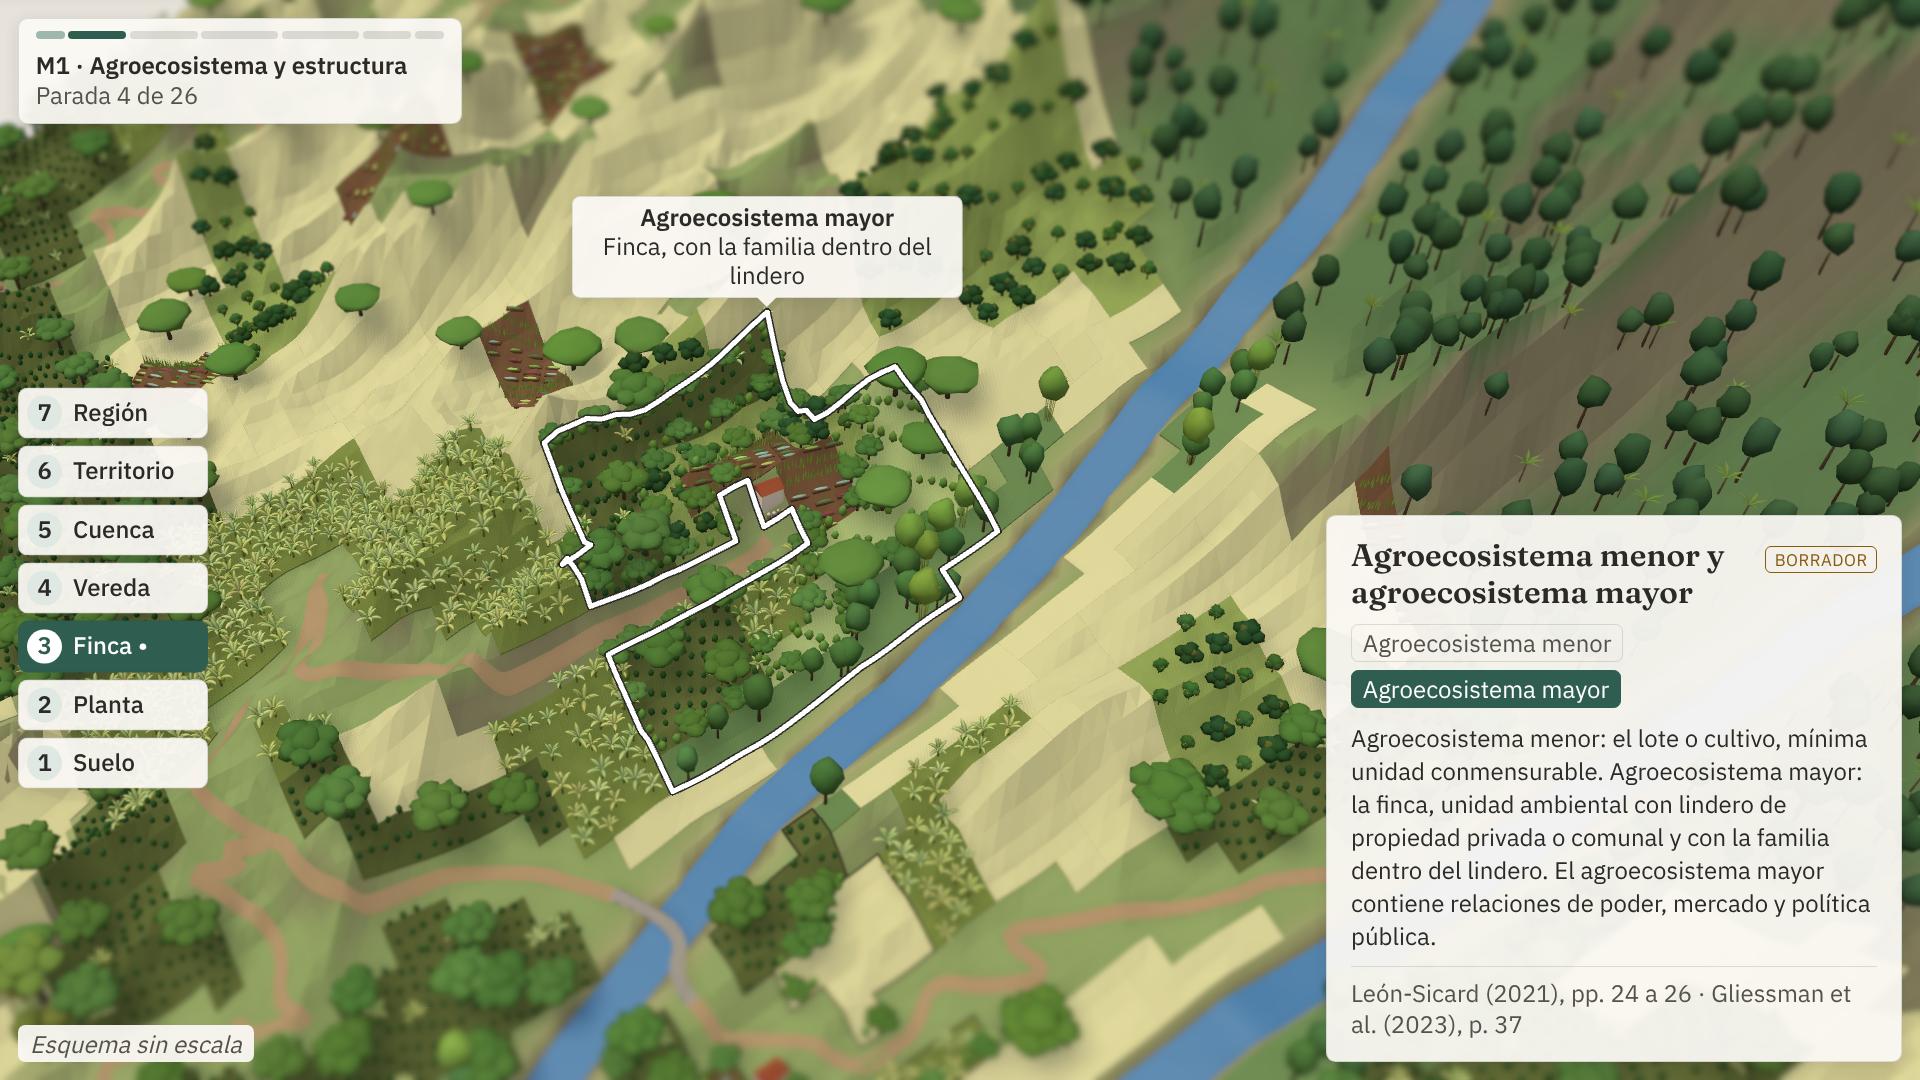 M1 · Agroecosistema y estructura
Parada 4 de 26
Agroecosistema mayor
Finca, con la familia dentro del
lindero
7 Región
6 Territorio
5 Cuenca
4 Vereda
3 Finca •
2 Planta
1 Suelo
Esquema sin escala
Agroecosistema menor y
agroecosistema mayor
BORRADOR
Agroecosistema menor
Agroecosistema mayor
Agroecosistema menor: el lote o cultivo, mínima
unidad conmensurable. Agroecosistema mayor:
la finca, unidad ambiental con lindero de
propiedad privada o comunal y con la familia
dentro del lindero. El agroecosistema mayor
contiene relaciones de poder, mercado y política
pública.
León-Sicard (2021), pp. 24 a 26 · Gliessman et
al. (2023), p. 37